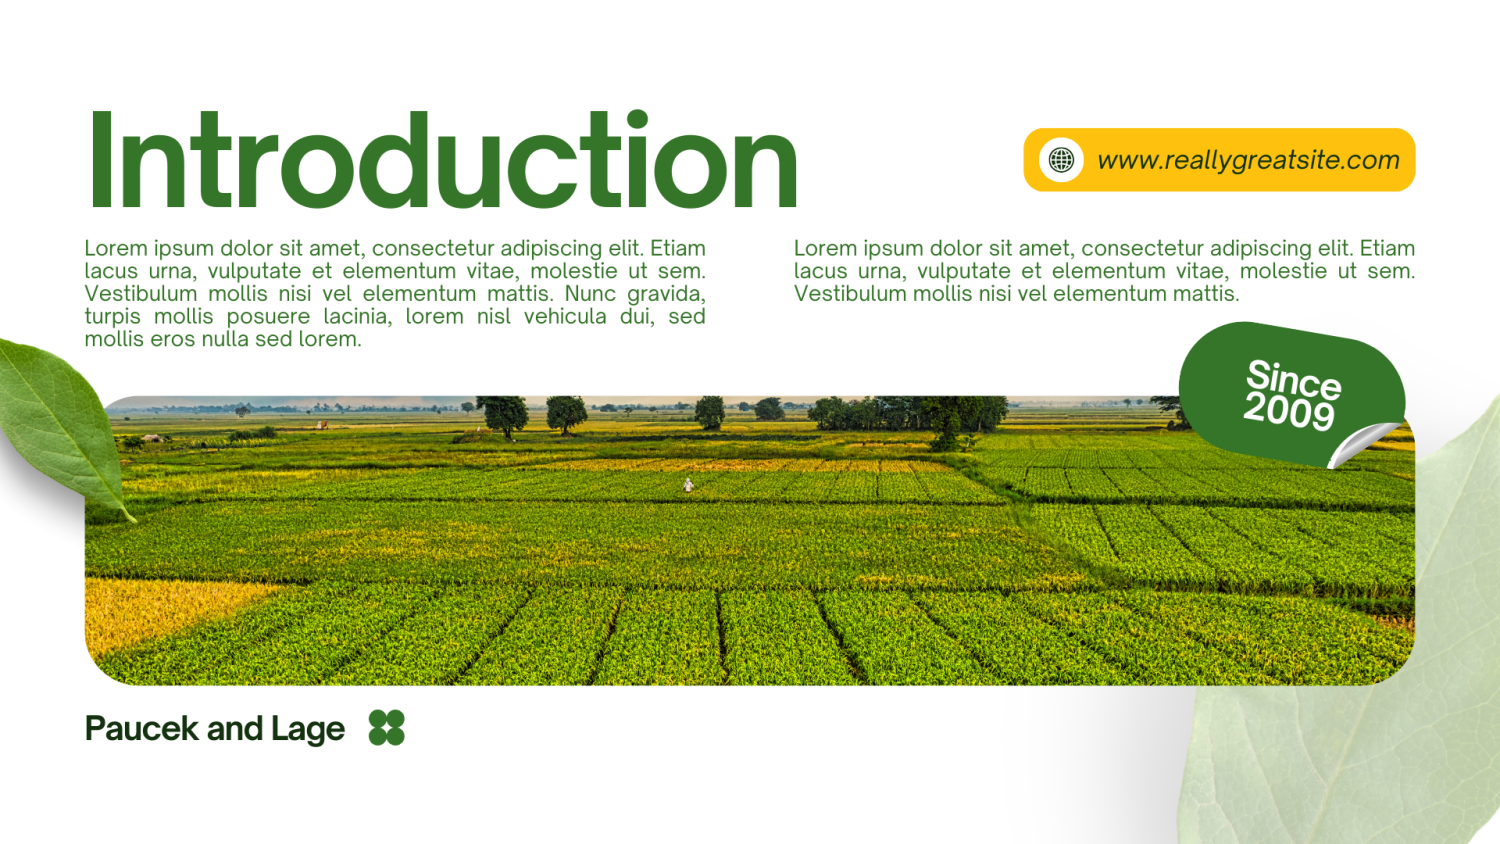 Introduction
www.reallygreatsite.com
Lorem ipsum dolor sit amet, consectetur adipiscing elit. Etiam
lacus urna, vulputate et elementum vitae, molestie ut sem.
Vestibulum mollis nisi vel elementum mattis. Nunc gravida,
turpis mollis posuere lacinia, lorem nisl vehicula dui, sed
mollis eros nulla sed lorem.
Lorem ipsum dolor sit amet, consectetur adipiscing elit. Etiam
lacus urna, vulputate et elementum vitae, molestie ut sem.
Vestibulum mollis nisi vel elementum mattis.
Since
2009
Paucek and Lage